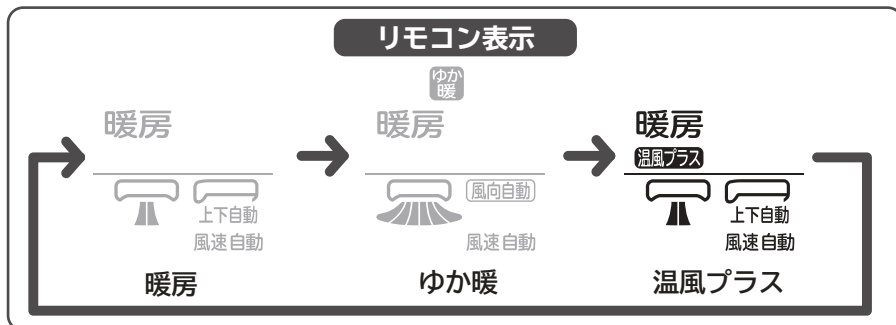 リモコン表示
ゆか
暖
暖房
暖房
暖房
温風プラス
風向自動
上下自動
上下自動
風速自動
風速自動
風速自動
暖房
ゆか暖
温風プラス